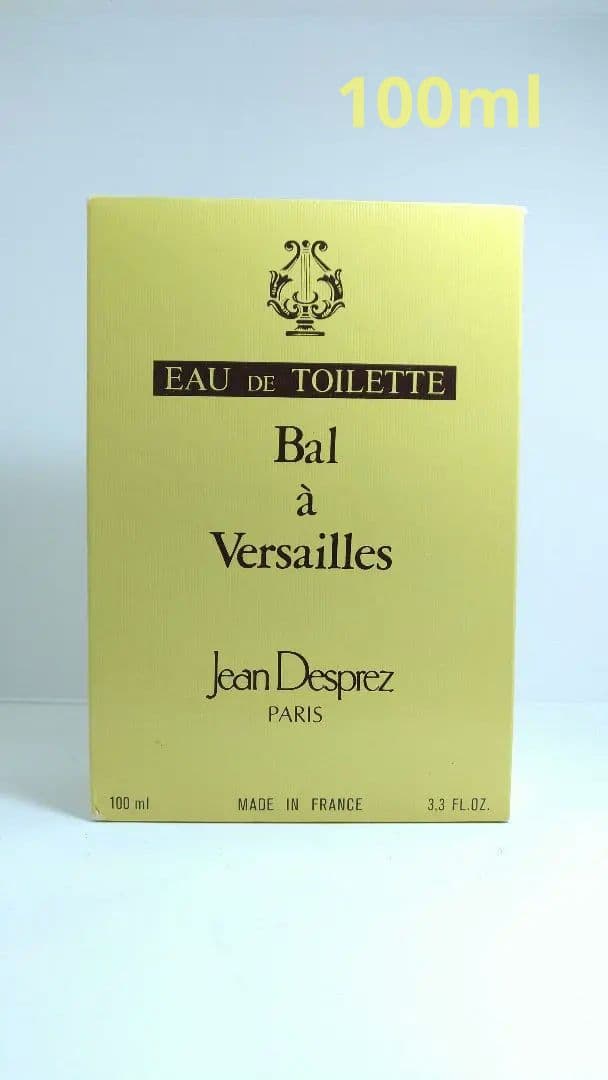 100ml
EAU DE TOILETTE
Bal
à
Versailles
Jean Desprez
PARIS
100 ml MADE IN FRANCE 3,3 FL.OZ.